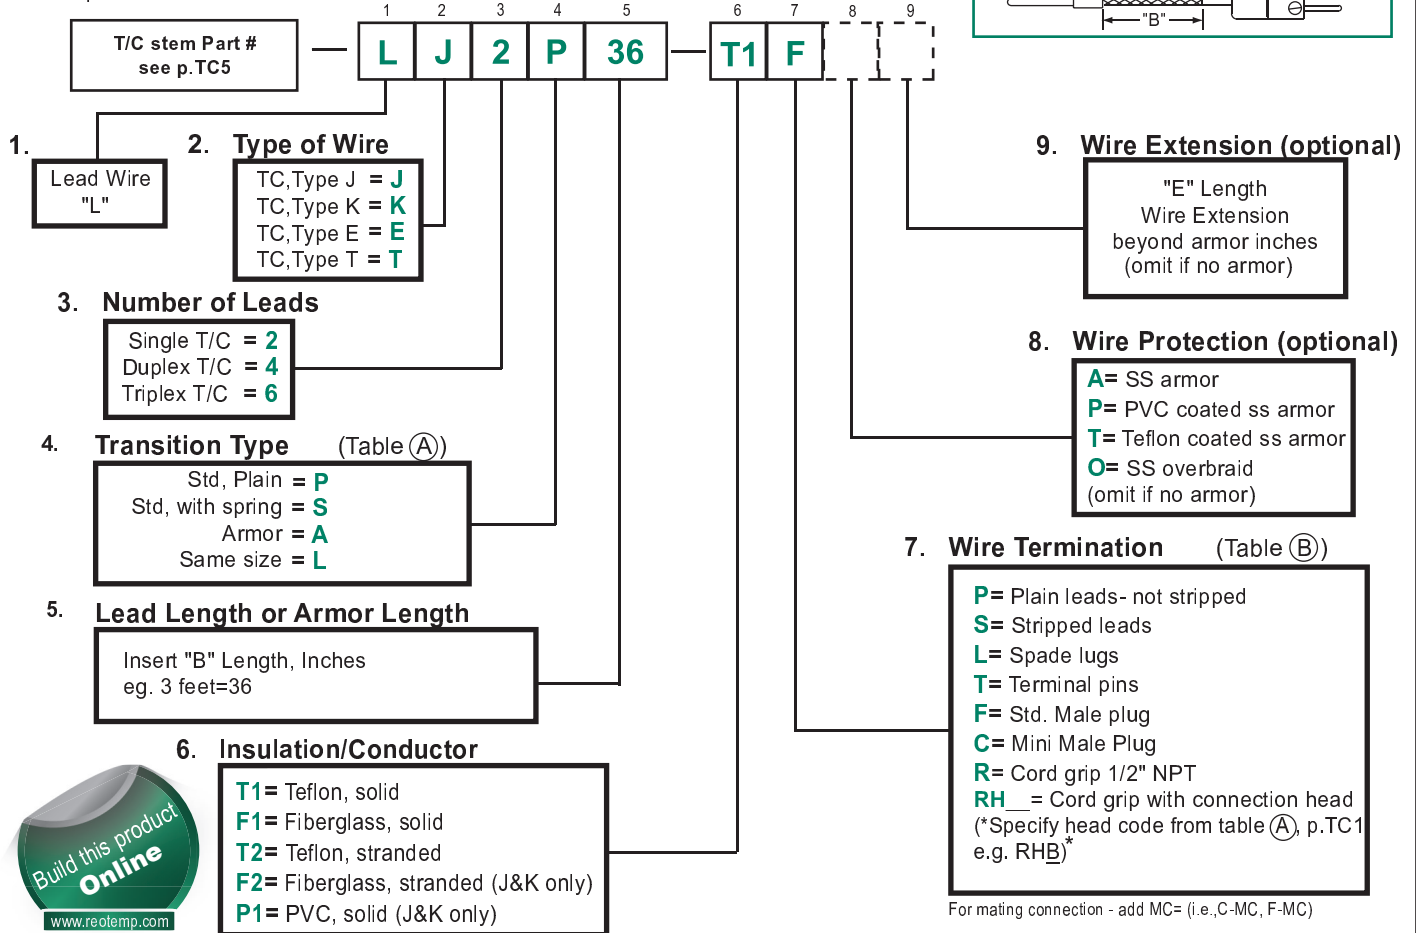 1 2 3 4 5 6 7 8 9
"B"
T/C stem Part #
see p.TC5
L J 2 P 36 T1 F
1.
Lead Wire
"L"
2. Type of Wire
TC,Type J = J
TC,Type K = K
TC,Type E = E
TC,Type T = T
3. Number of Leads
Single T/C = 2
Duplex T/C = 4
Triplex T/C = 6
4. Transition Type (Table A)
Std, Plain = P
Std, with spring = S
Armor = A
Same size = L
5. Lead Length or Armor Length
Insert "B" Length, Inches
eg. 3 feet=36
6. Insulation/Conductor
T1= Teflon, solid
F1= Fiberglass, solid
T2= Teflon, stranded
F2= Fiberglass, stranded (J&K only)
P1= PVC, solid (J&K only)
Build this product
Online
www.reotemp.com
9. Wire Extension (optional)
"E" Length
Wire Extension
beyond armor inches
(omit if no armor)
8. Wire Protection (optional)
A= SS armor
P= PVC coated ss armor
T= Teflon coated ss armor
O= SS overbraid
(omit if no armor)
7. Wire Termination (Table B)
P= Plain leads- not stripped
S= Stripped leads
L= Spade lugs
T= Terminal pins
F= Std. Male plug
C= Mini Male Plug
R= Cord grip 1/2" NPT
RH__= Cord grip with connection head
(*Specify head code from table A, p.TC1
e.g. RHB)*
For mating connection - add MC= (i.e.,C-MC, F-MC)